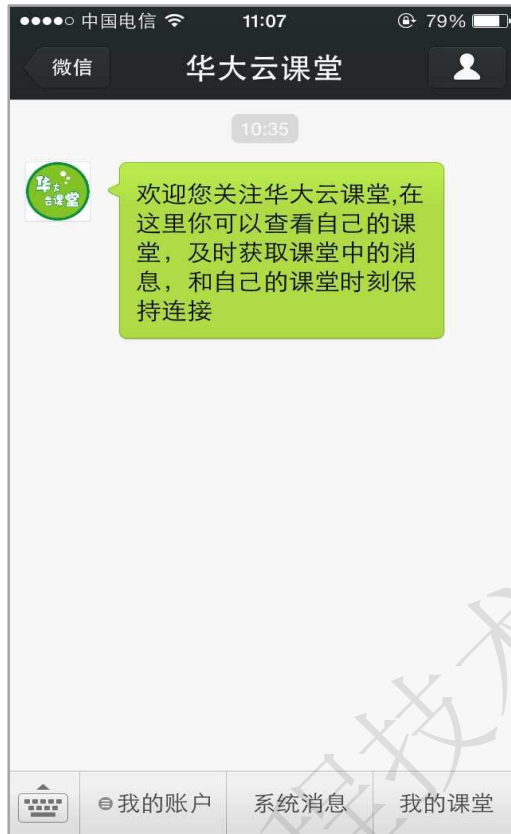 中国电信 11:07 79%
微信 华大云课堂
10:35
华大
云课堂
欢迎您关注华大云课堂,在
这里你可以查看自己的课
堂，及时获取课堂中的消
息，和自己的课堂时刻保
持连接
程技术
我的账户 系统消息 我的课堂